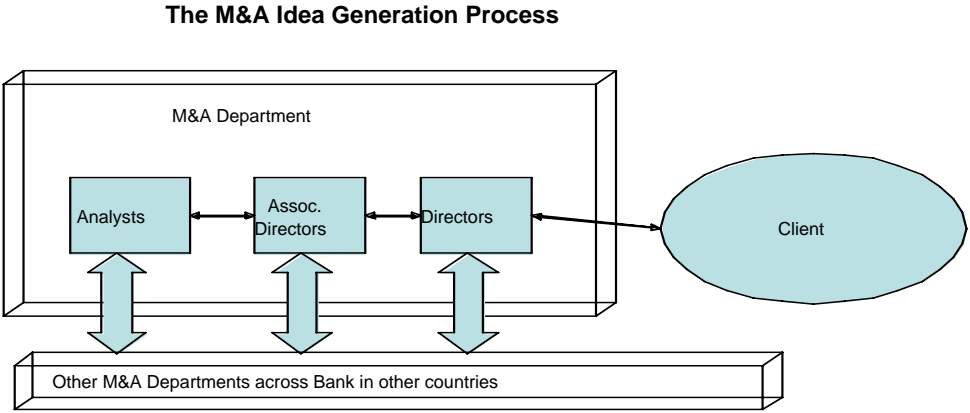 The M&A Idea Generation Process
M&A Department
Analysts
Assoc.
Directors
Directors
Client
Other M&A Departments across Bank in other countries